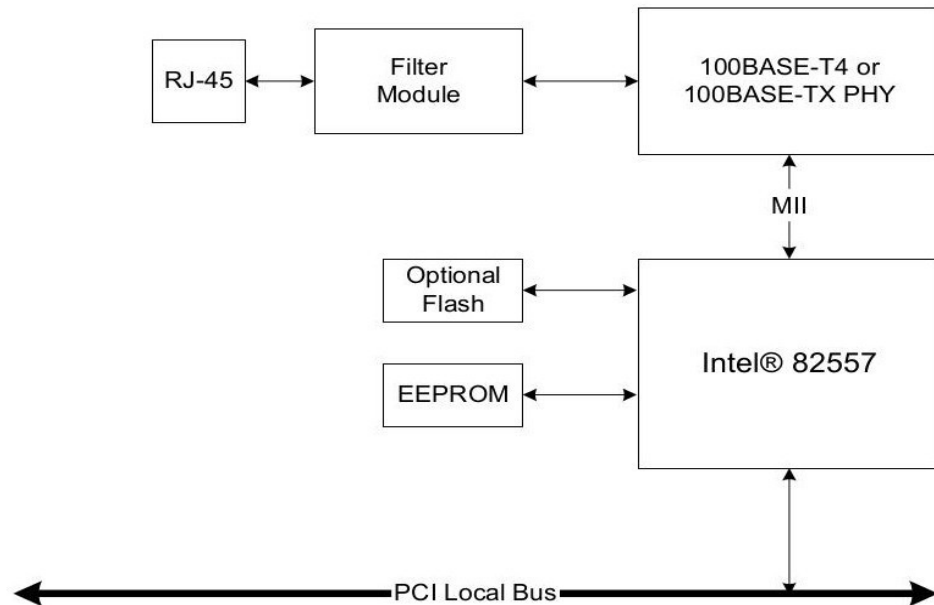 RJ-45
Filter
Module
100BASE-T4 or
100BASE-TX PHY
MII
Optional
Flash
EEPROM
Intel® 82557
PCI Local Bus